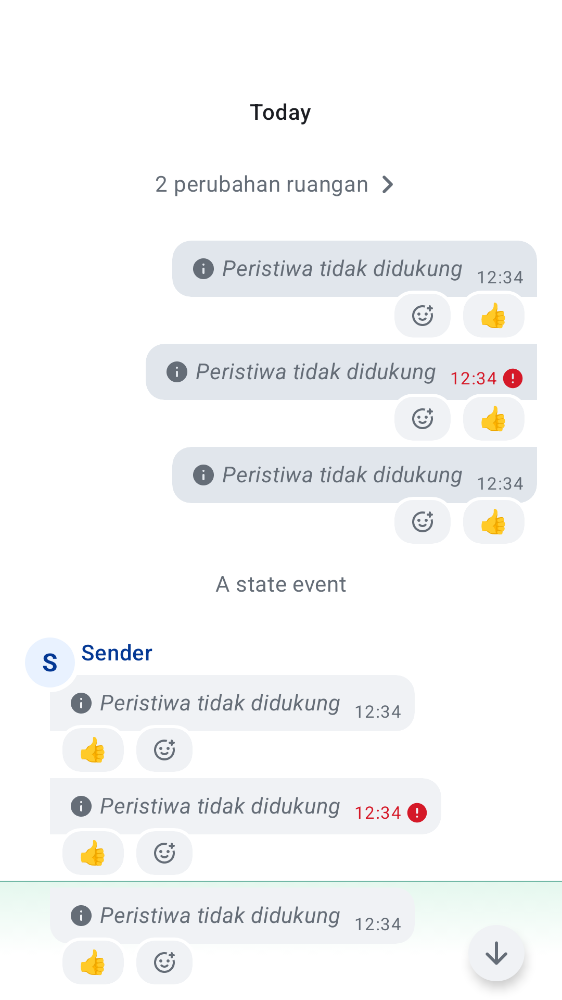 Today
2 perubahan ruangan
Peristiwa tidak didukung 12:34
👍
Peristiwa tidak didukung 12:34
👍
Peristiwa tidak didukung 12:34
👍
A state event
S Sender
Peristiwa tidak didukung 12:34
👍
Peristiwa tidak didukung 12:34
👍
Peristiwa tidak didukung 12:34
👍